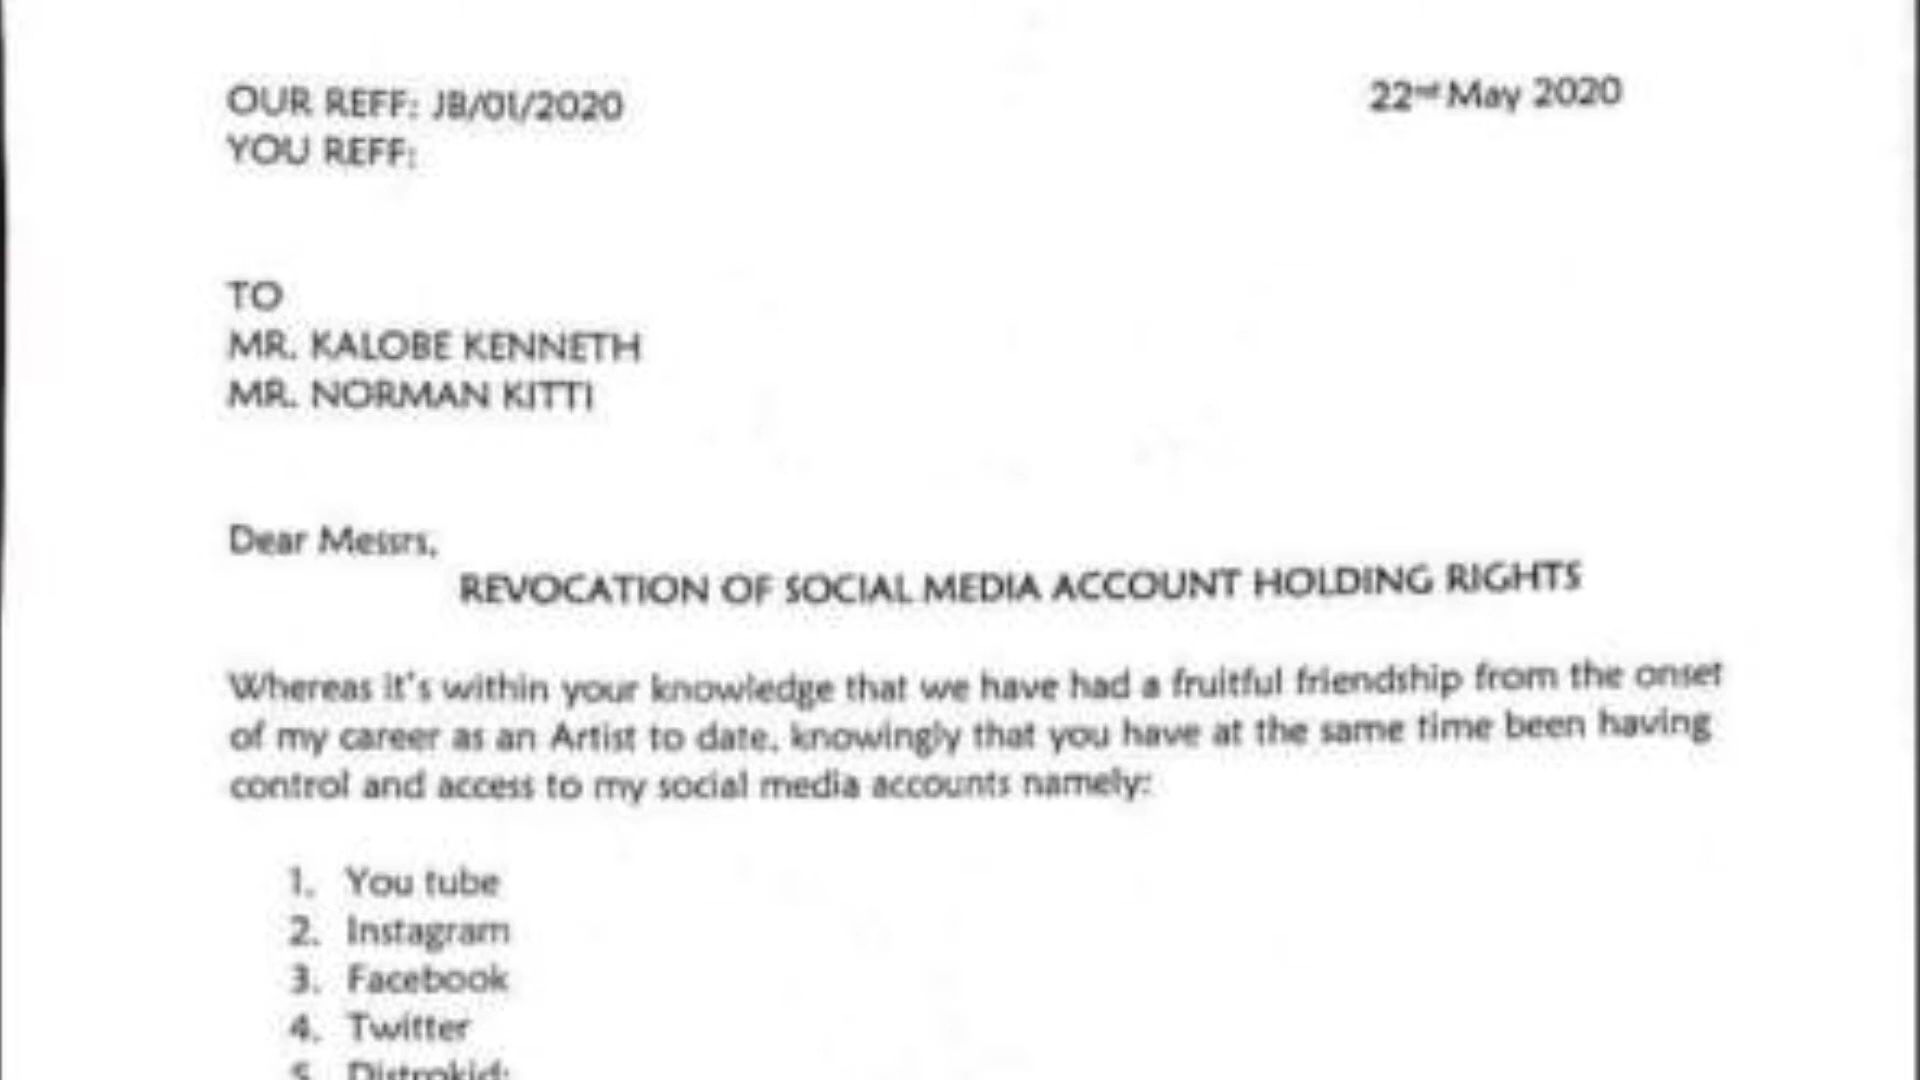 OUR REFF: JB/01/2020
22nd May 2020
YOU REFF:
TO
MR. KALOBE KENNETH
MR. NORMAN KITTI
Dear Messrs,
REVOCATION OF SOCIAL MEDIA ACCOUNT HOLDING RIGHTS
Whereas it's within your knowledge that we have had a fruitful friendship from the onset
of my career as an Artist to date, knowingly that you have at the same time been having
control and access to my social media accounts namely:
1. You tube
2. Instagram
3. Facebook
4. Twitter
5. Distrokid;